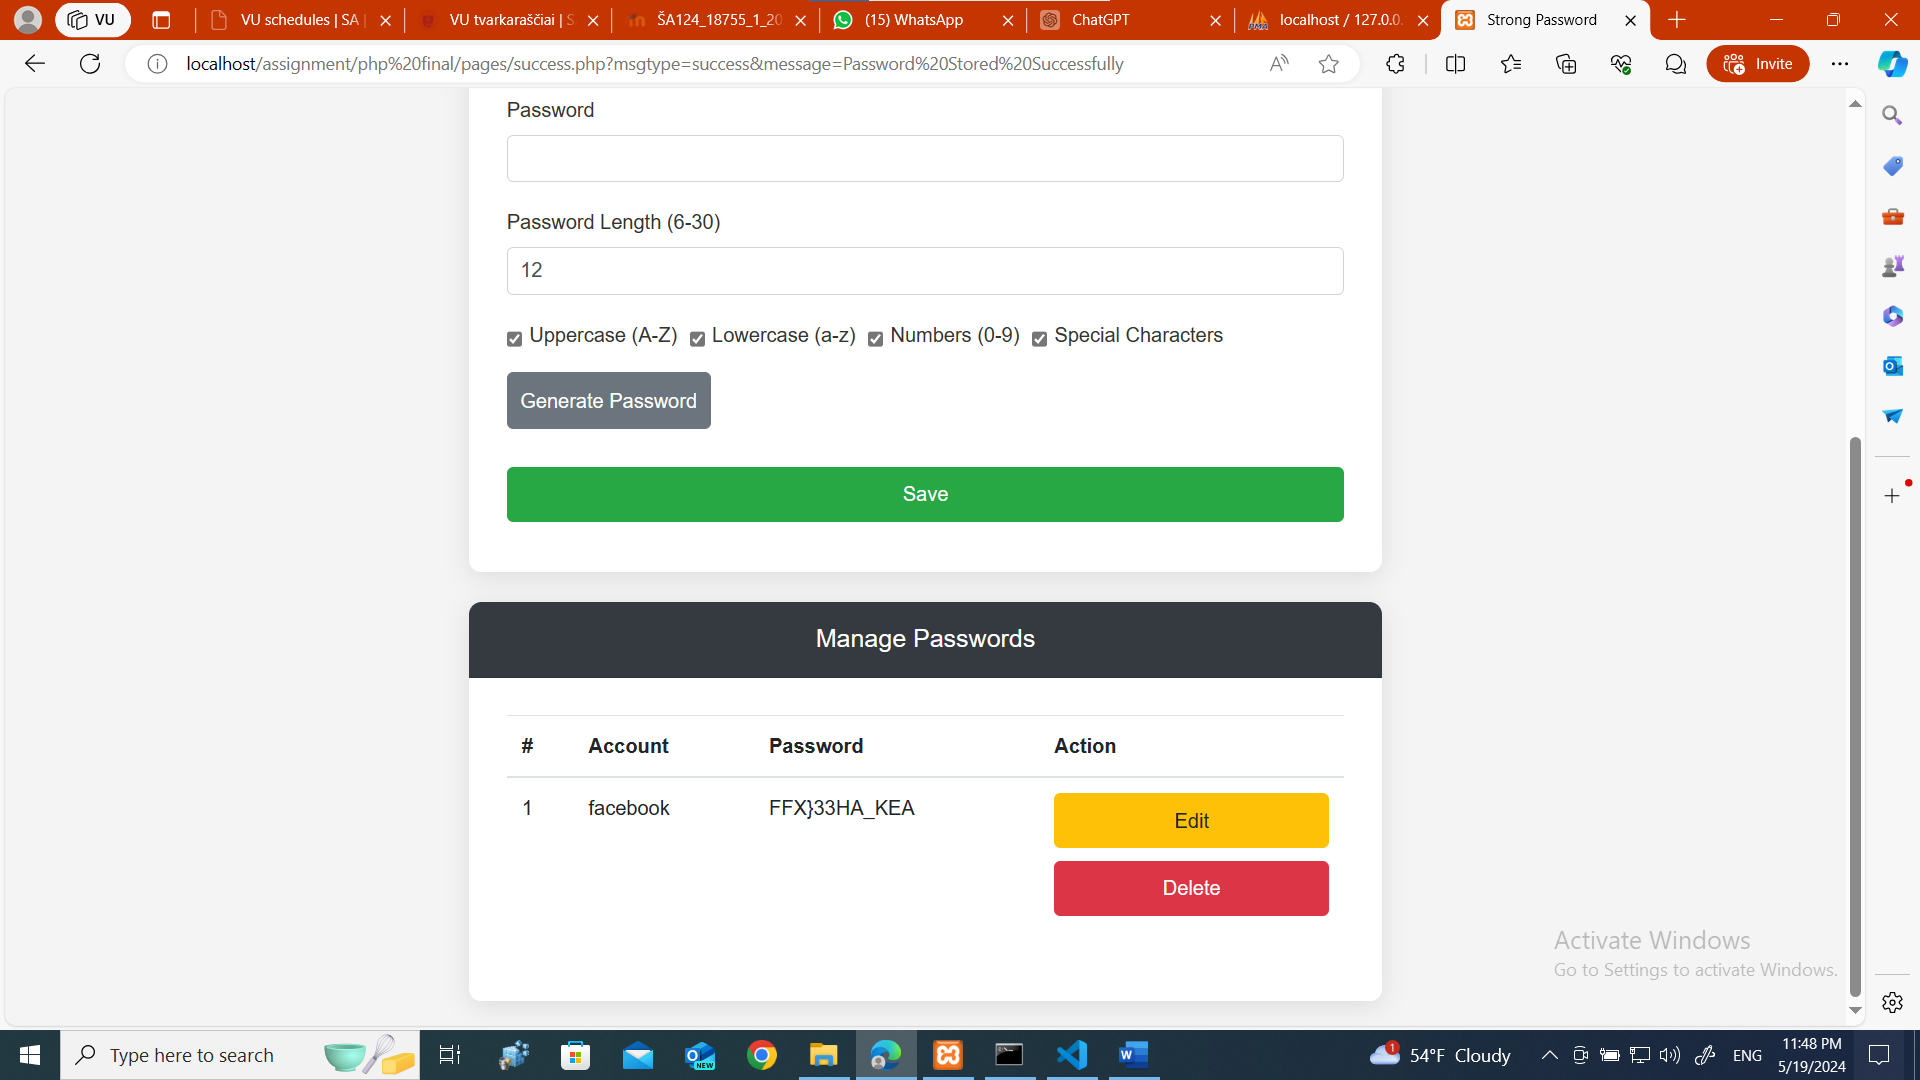 VU
VU schedules | SA |
VU tvarkaraščiai | S
ŠA124_18755_1_20
(15) WhatsApp
ChatGPT
localhost / 127.0.0.
Strong Password
localhost/assignment/php%20final/pages/success.php?msgtype=success&message=Password%20Stored%20Successfully
Invite
Password
Password Length (6-30)
12
Uppercase (A-Z) Lowercase (a-z) Numbers (0-9) Special Characters
Generate Password
Save
Manage Passwords
# Account Password Action
1 facebook FFX}33HA_KEA Edit
Delete
Activate Windows
Go to Settings to activate Windows.
Type here to search
NEW
1
54°F Cloudy
ENG
11:48 PM
5/19/2024